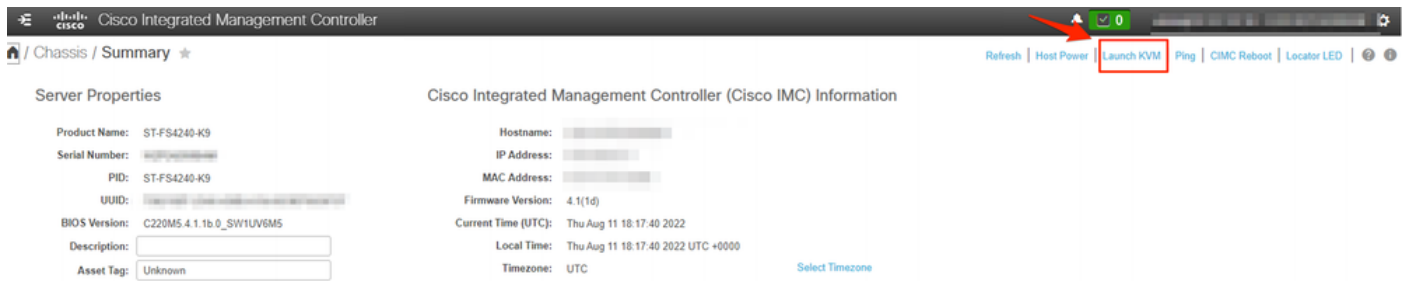 cisco Cisco Integrated Management Controller 0
/ Chassis / Summary
Refresh | Host Power | Launch KVM | Ping | CIMC Reboot | Locator LED | ? i
Server Properties
Product Name: ST-FS4240-K9
Serial Number:
PID: ST-FS4240-K9
UUID:
BIOS Version: C220M5.4.1.1b.0_SW1UV6M5
Description:
Asset Tag: Unknown
Cisco Integrated Management Controller (Cisco IMC) Information
Hostname:
IP Address:
MAC Address:
Firmware Version: 4.1(1d)
Current Time (UTC): Thu Aug 11 18:17:40 2022
Local Time: Thu Aug 11 18:17:40 2022 UTC +0000
Timezone: UTC Select Timezone